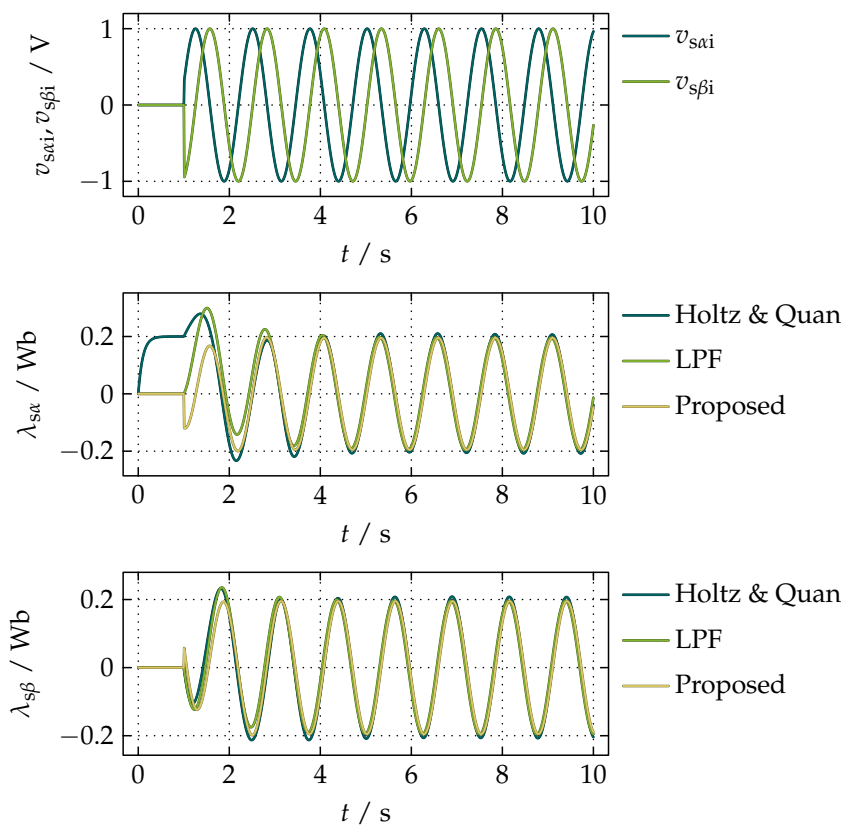 1
0
−1
v_sαi, v_sβi / V
0 2 4 6 8 10
t / s
v_sαi
v_sβi
0.2
0
−0.2
λ_sα / Wb
0 2 4 6 8 10
t / s
Holtz & Quan
LPF
Proposed
0.2
0
−0.2
λ_sβ / Wb
0 2 4 6 8 10
t / s
Holtz & Quan
LPF
Proposed